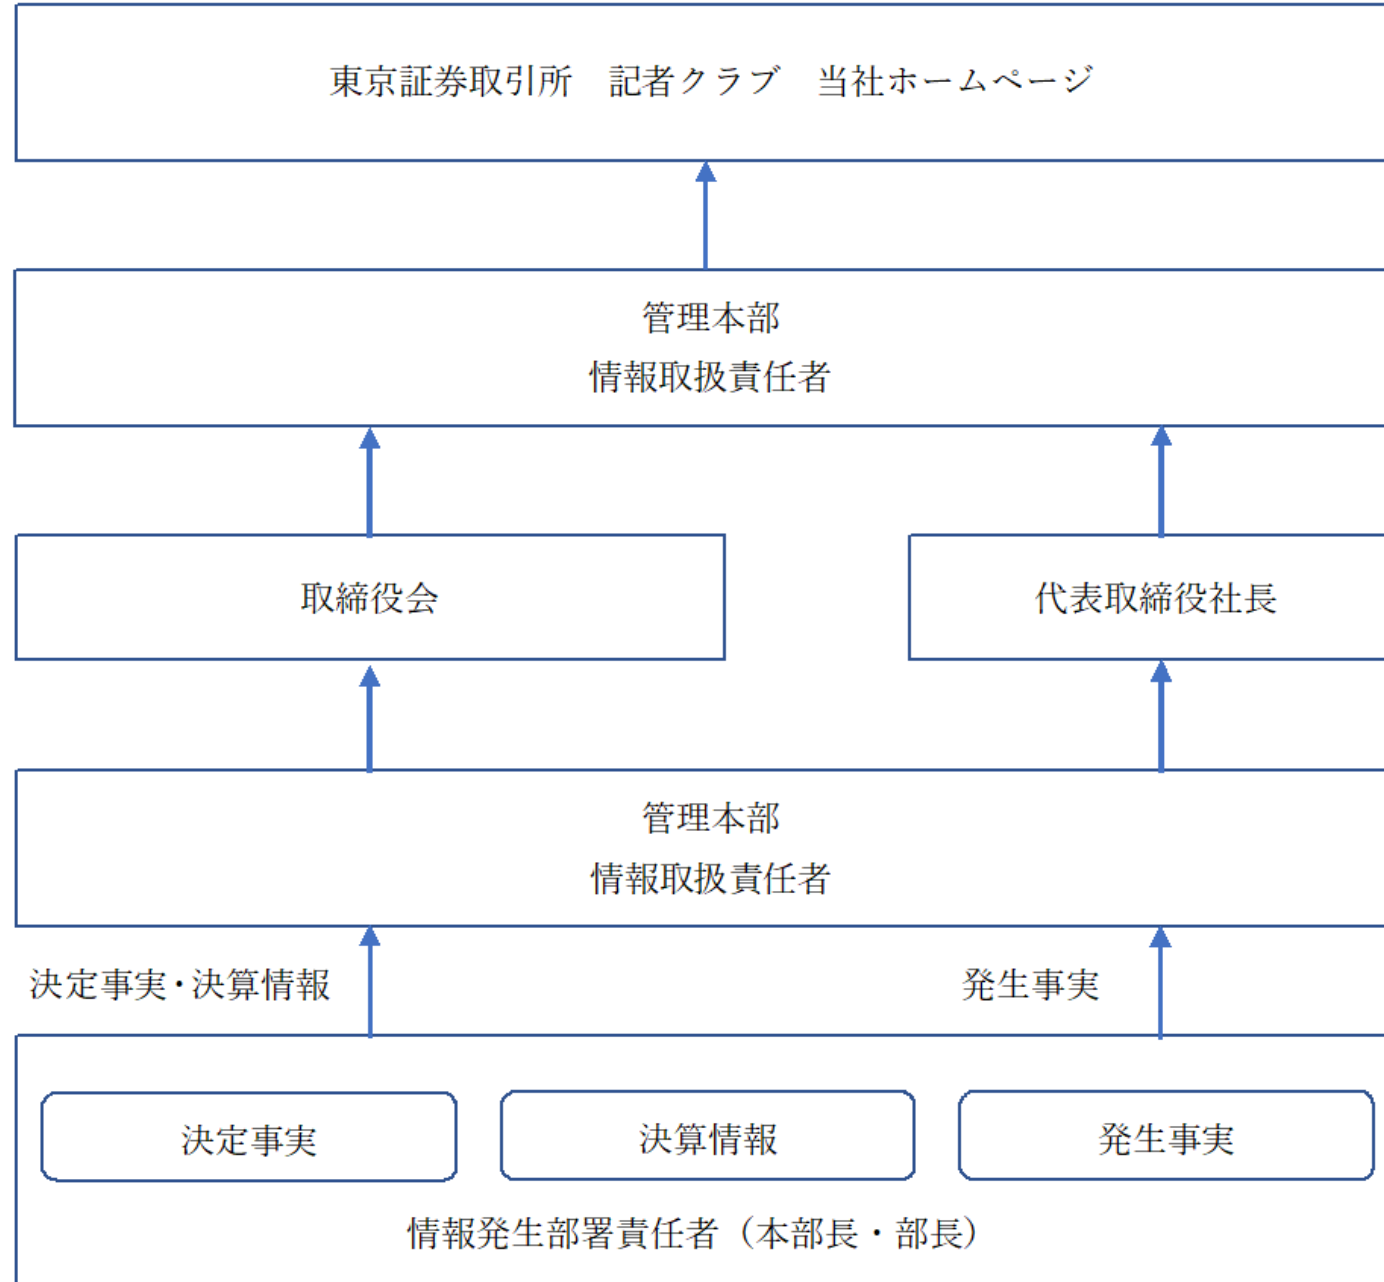 東京証券取引所　記者クラブ　当社ホームページ
管理本部
情報取扱責任者
取締役会
代表取締役社長
管理本部
情報取扱責任者
決定事実・決算情報
発生事実
決定事実
決算情報
発生事実
情報発生部署責任者（本部長・部長）